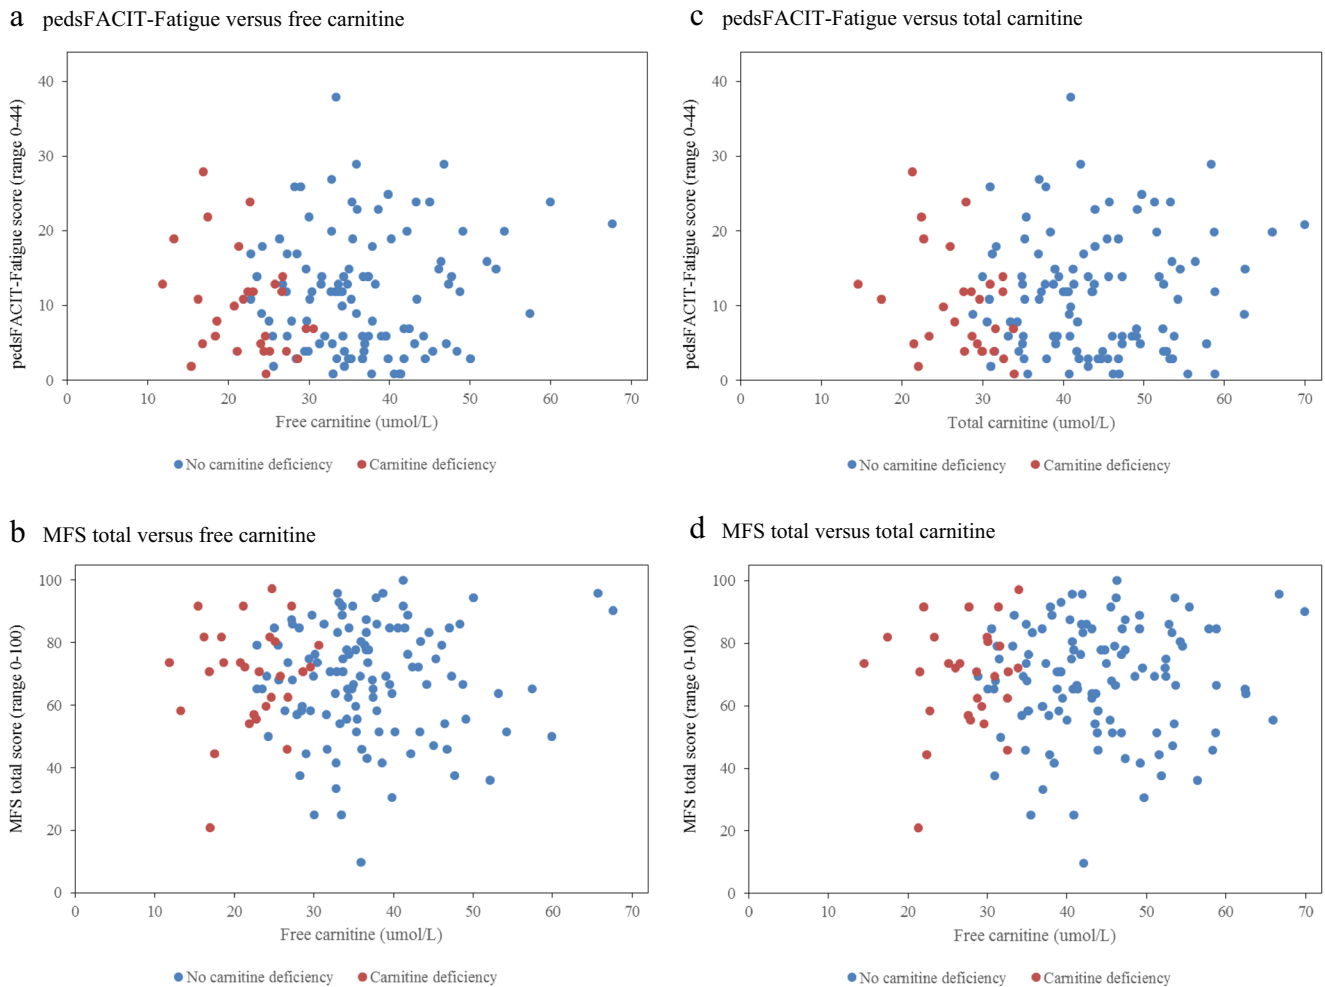 a pedsFACIT-Fatigue versus free carnitine
pedsFACIT-Fatigue score (range 0-44)
40
30
20
10
0
0 10 20 30 40 50 60 70
Free carnitine (umol/L)
No carnitine deficiency Carnitine deficiency
c pedsFACIT-Fatigue versus total carnitine
pedsFACIT-Fatigue score (range 0-44)
40
30
20
10
0
0 10 20 30 40 50 60 70
Total carnitine (umol/L)
No carnitine deficiency Carnitine deficiency
b MFS total versus free carnitine
MFS total score (range 0-100)
100
80
60
40
20
0
0 10 20 30 40 50 60 70
Free carnitine (umol/L)
No carnitine deficiency Carnitine deficiency
d MFS total versus total carnitine
MFS total score (range 0-100)
100
80
60
40
20
0
0 10 20 30 40 50 60 70
Free carnitine (umol/L)
No carnitine deficiency Carnitine deficiency